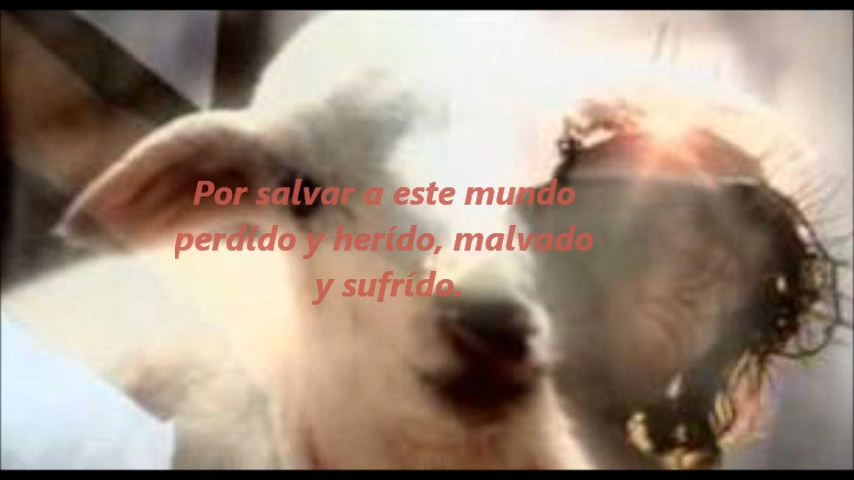 Por salvar a este mundo
perdído y herído, malvado
y sufrído.